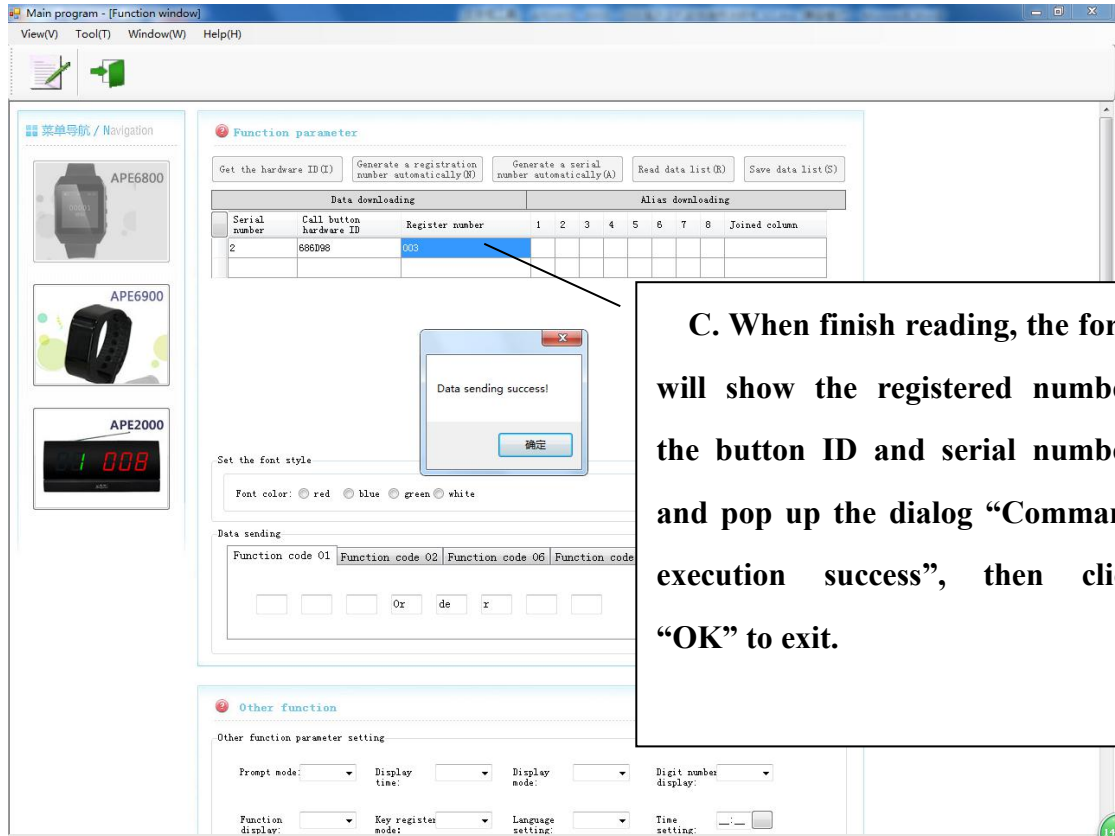 Main program - [Function window]
View(V) Tool(T) Window(W) Help(H)
菜单导航 / Navigation
APE6800
APE6900
APE2000
1 008
Function parameter
Get the hardware ID(I) Generate a registration number automatically(N) Generate a serial number automatically(A) Read data list(R) Save data list(S)
Data downloading Alias downloading
Serial number Call button hardware ID Register number 1 2 3 4 5 6 7 8 Joined column
2 686D98 003
Data sending success!
确定
C. When finish reading, the for
will show the registered numbe
the button ID and serial numbe
and pop up the dialog “Comman
execution success”, then cli
“OK” to exit.
Set the font style
Font color: red blue green white
Data sending
Function code 01 Function code 02 Function code 06 Function code
Or de r
Other function
Other function parameter setting
Prompt mode: Display time: Display mode: Digit number display:
Function display: Key register mode: Language setting: Time setting: __:__